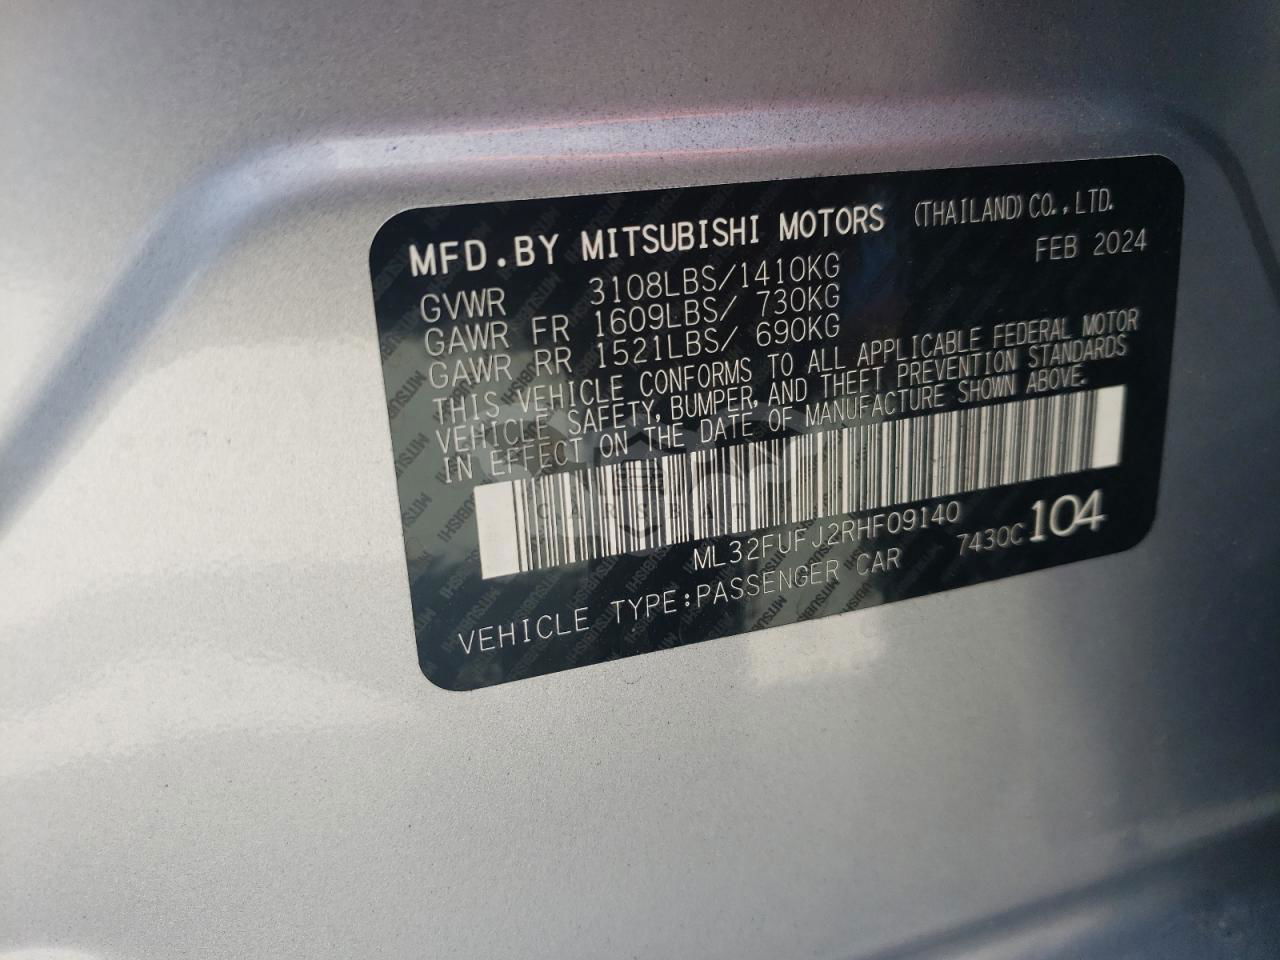 MFD.BY MITSUBISHI MOTORS (THAILAND) CO.,LTD.
FEB 2024
GVWR 3108LBS/1410KG
GAWR FR 1609LBS/ 730KG
GAWR RR 1521LBS/ 690KG
THIS VEHICLE CONFORMS TO ALL APPLICABLE FEDERAL MOTOR
VEHICLE SAFETY, BUMPER, AND THEFT PREVENTION STANDARDS
IN EFFECT ON THE DATE OF MANUFACTURE SHOWN ABOVE.
ML32FUFJ2RHF09140
7430C 104
VEHICLE TYPE:PASSENGER CAR